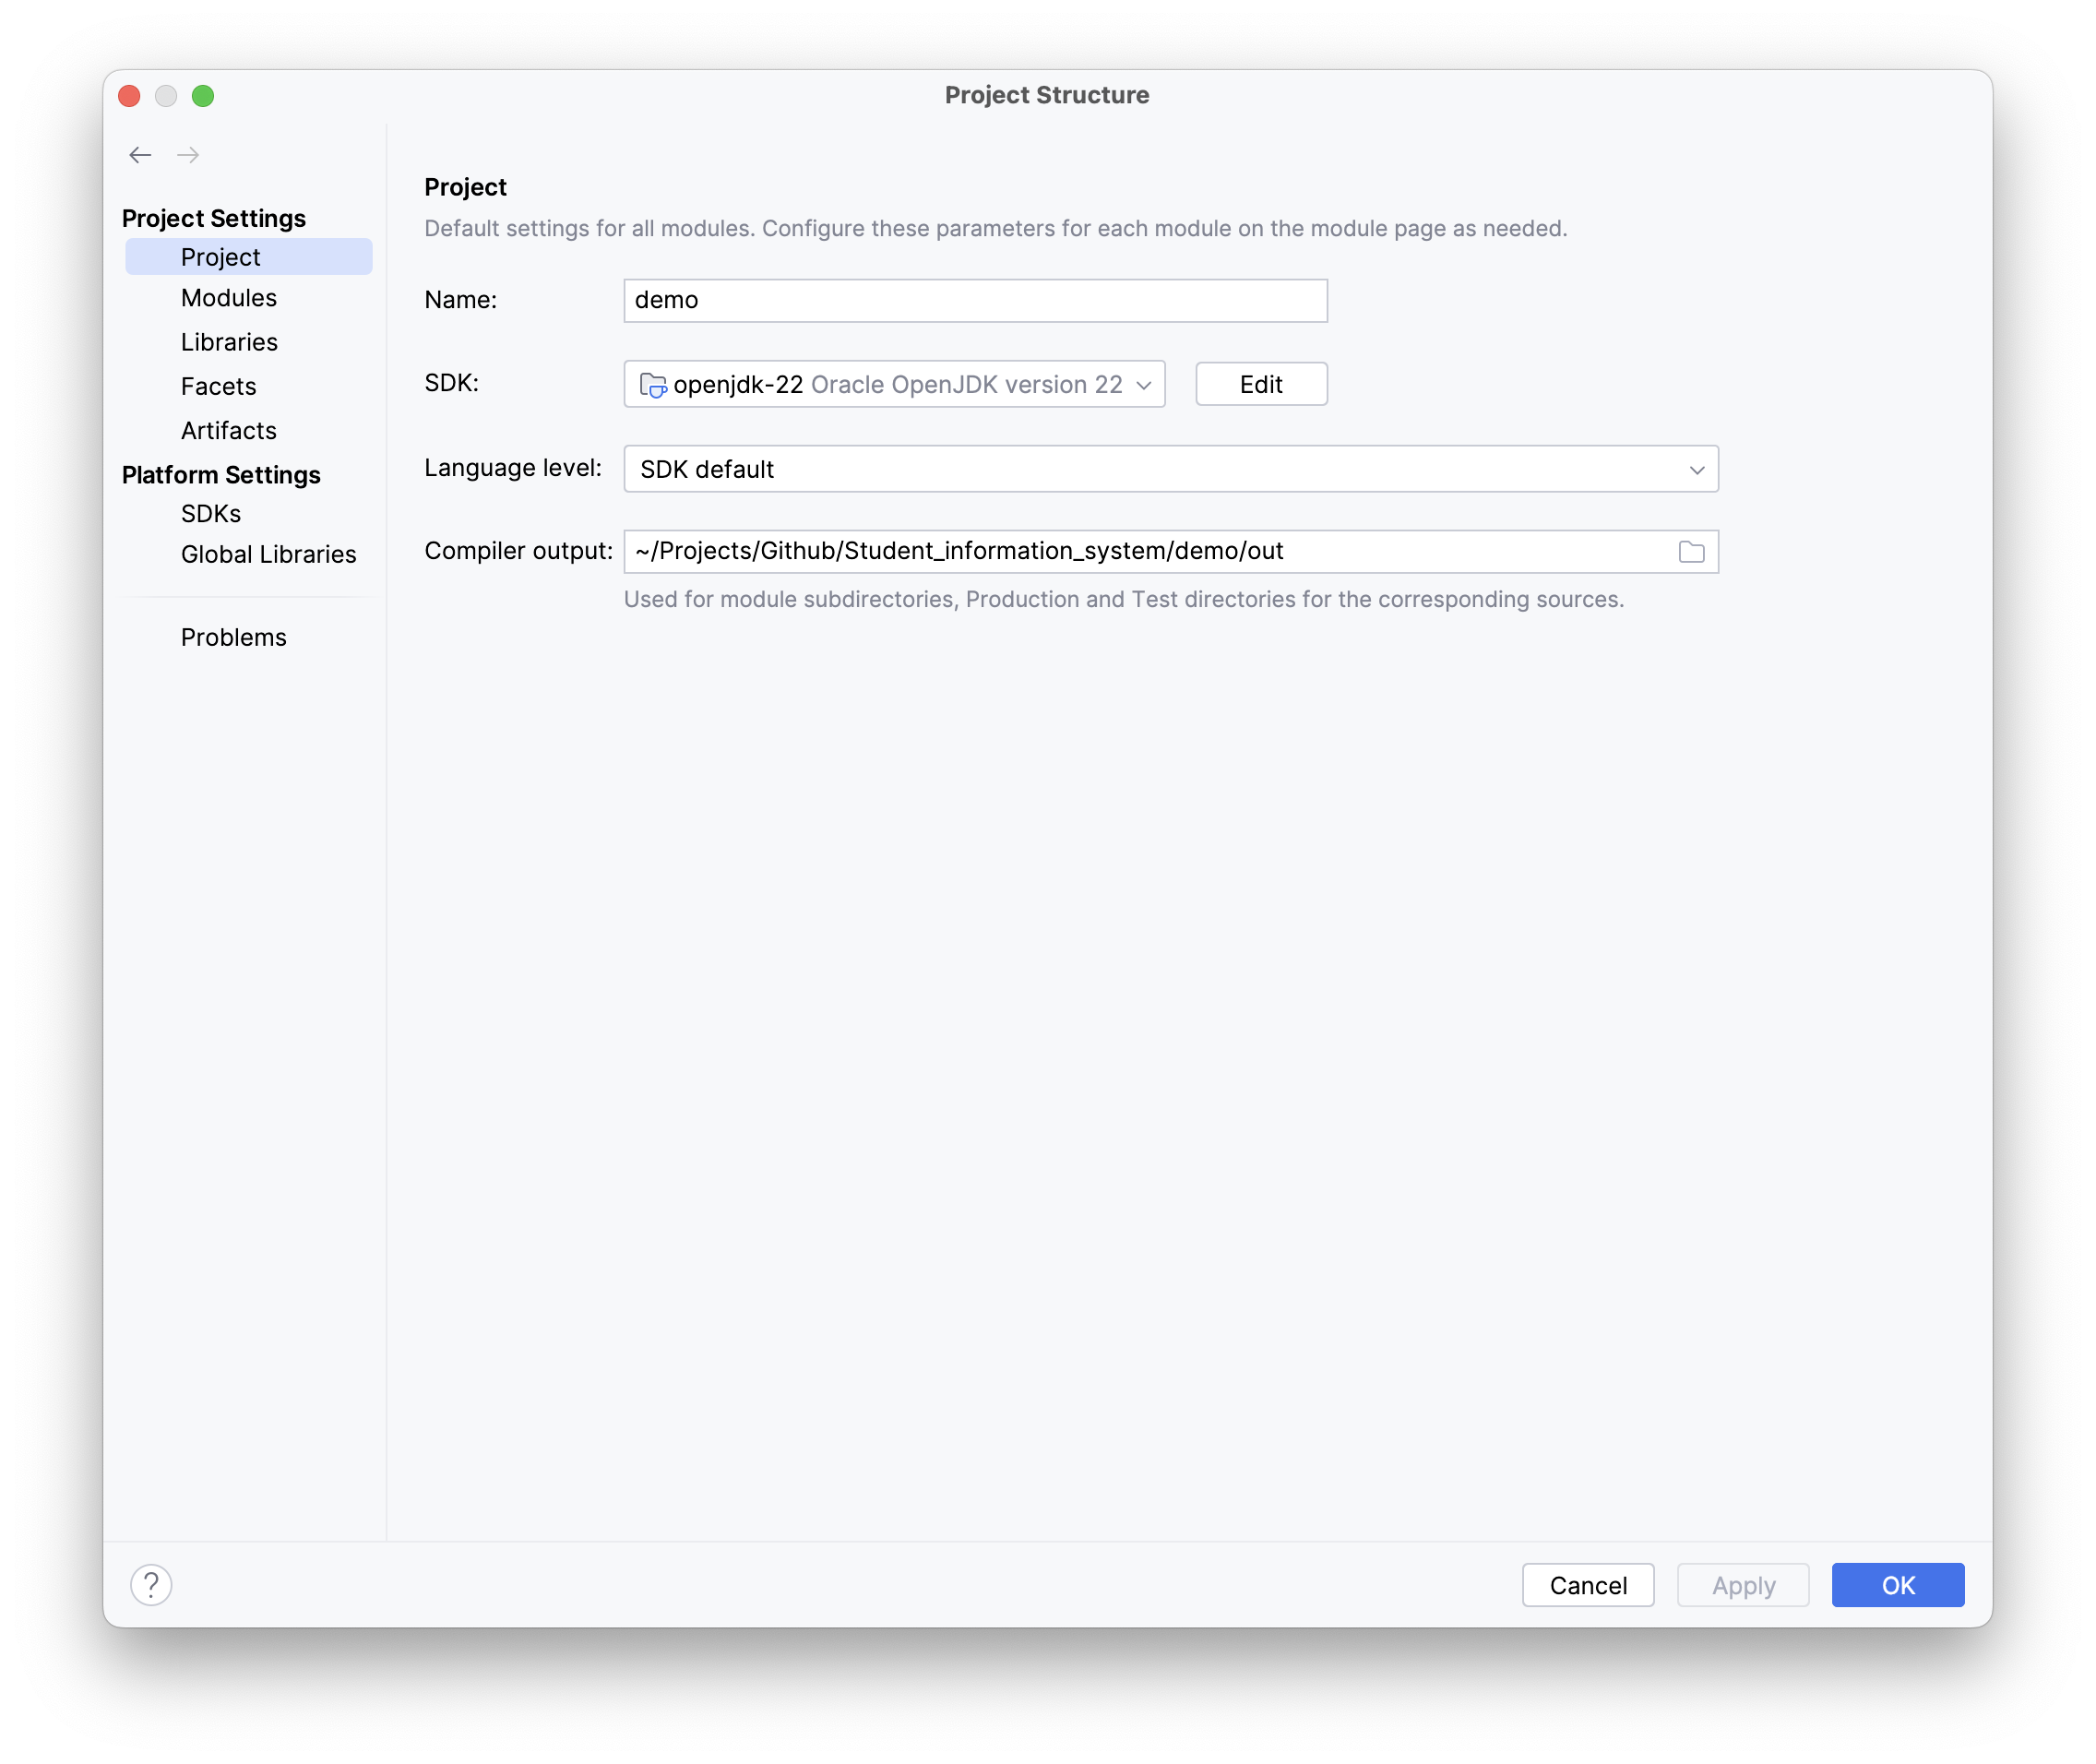 Project Structure
Project Settings
Project
Modules
Libraries
Facets
Artifacts
Platform Settings
SDKs
Global Libraries
Problems
Project
Default settings for all modules. Configure these parameters for each module on the module page as needed.
Name: demo
SDK: openjdk-22 Oracle OpenJDK version 22 Edit
Language level: SDK default
Compiler output: ~/Projects/Github/Student_information_system/demo/out
Used for module subdirectories, Production and Test directories for the corresponding sources.
? Cancel Apply OK